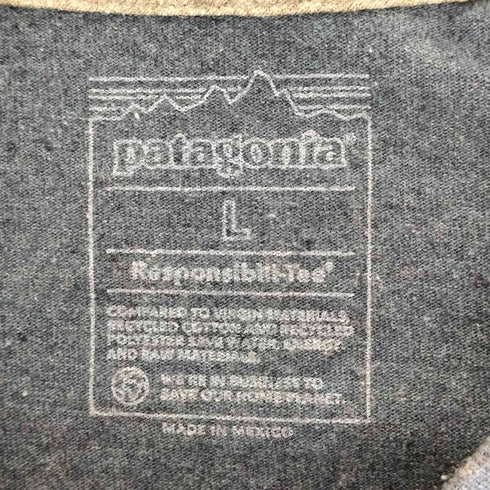 patagonia®
L
Responsibili-Tee®
COMPARED TO VIRGIN MATERIALS,
RECYCLED COTTON AND RECYCLED
POLYESTER SAVE WATER, ENERGY
AND RAW MATERIALS.
WE'RE IN BUSINESS TO
SAVE OUR HOME PLANET.
MADE IN MEXICO